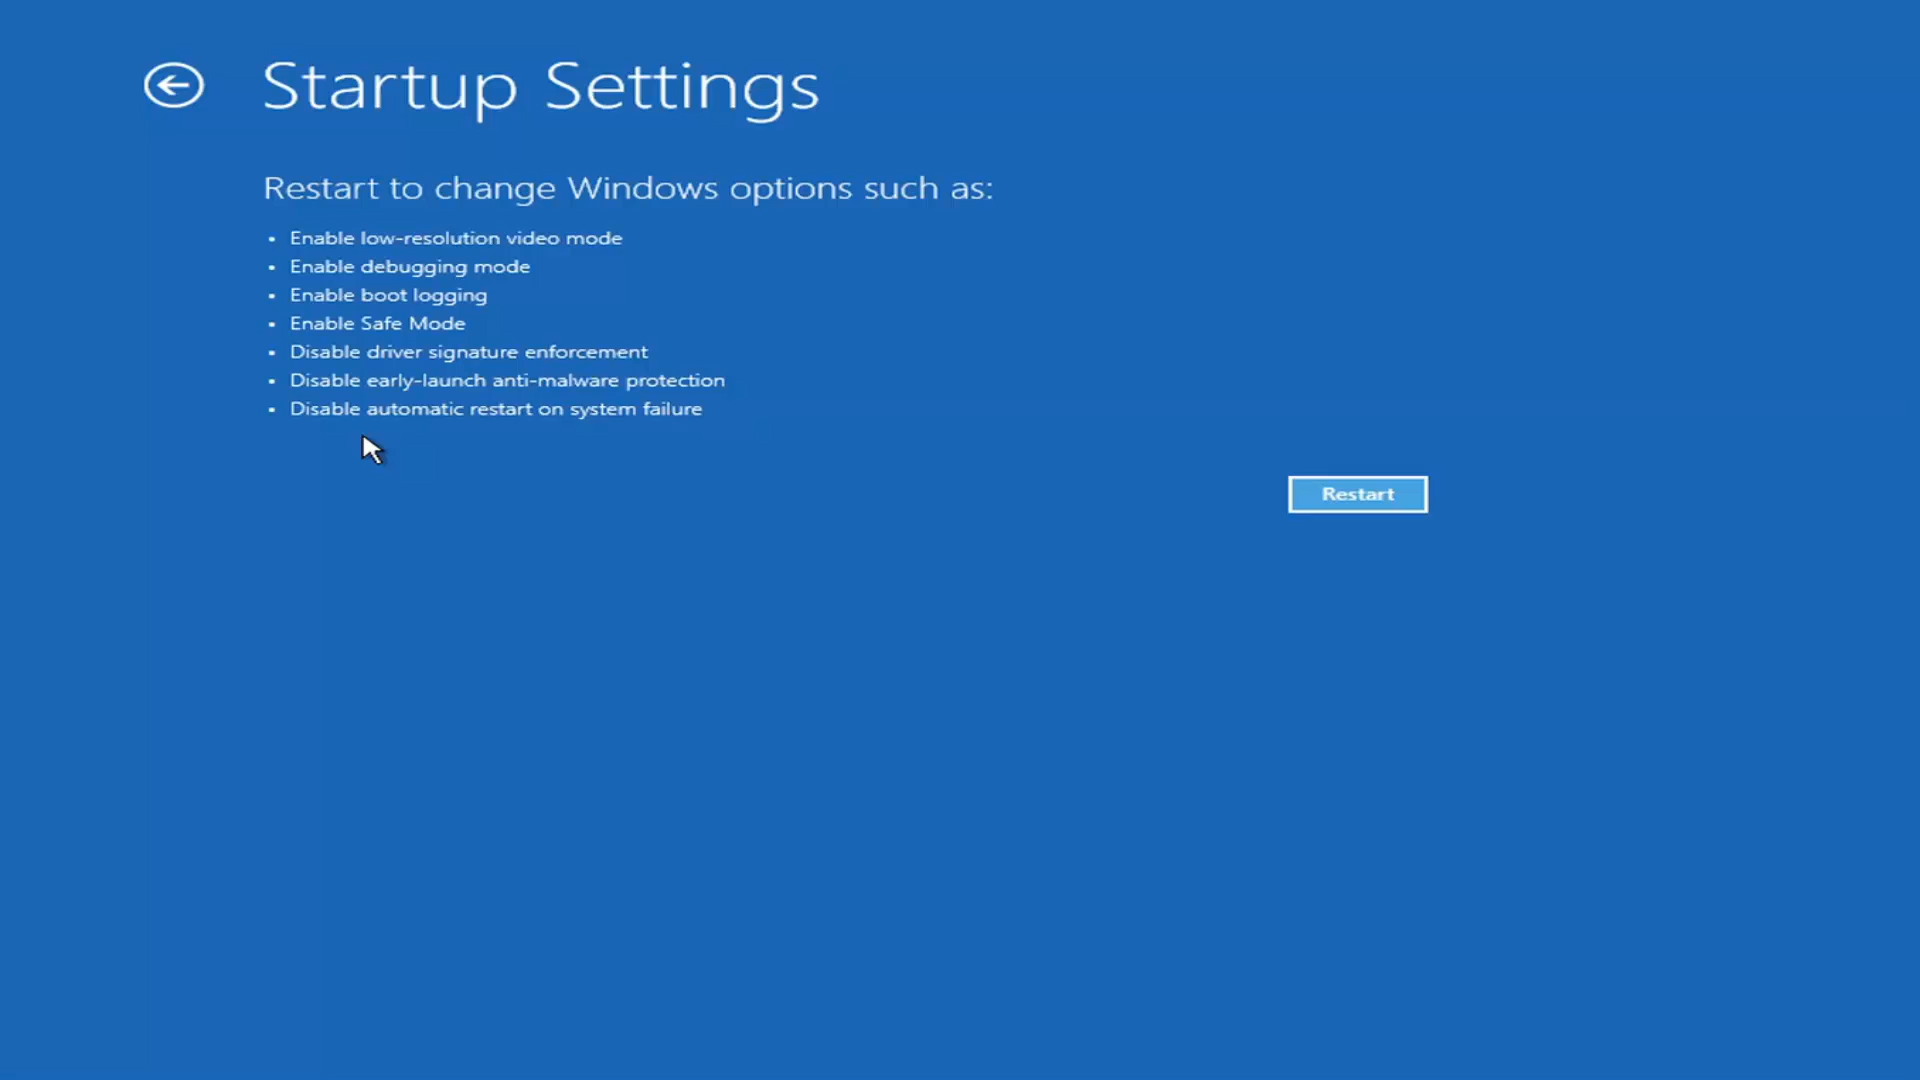 Startup Settings
Restart to change Windows options such as:
• Enable low-resolution video mode
• Enable debugging mode
• Enable boot logging
• Enable Safe Mode
• Disable driver signature enforcement
• Disable early-launch anti-malware protection
• Disable automatic restart on system failure
Restart